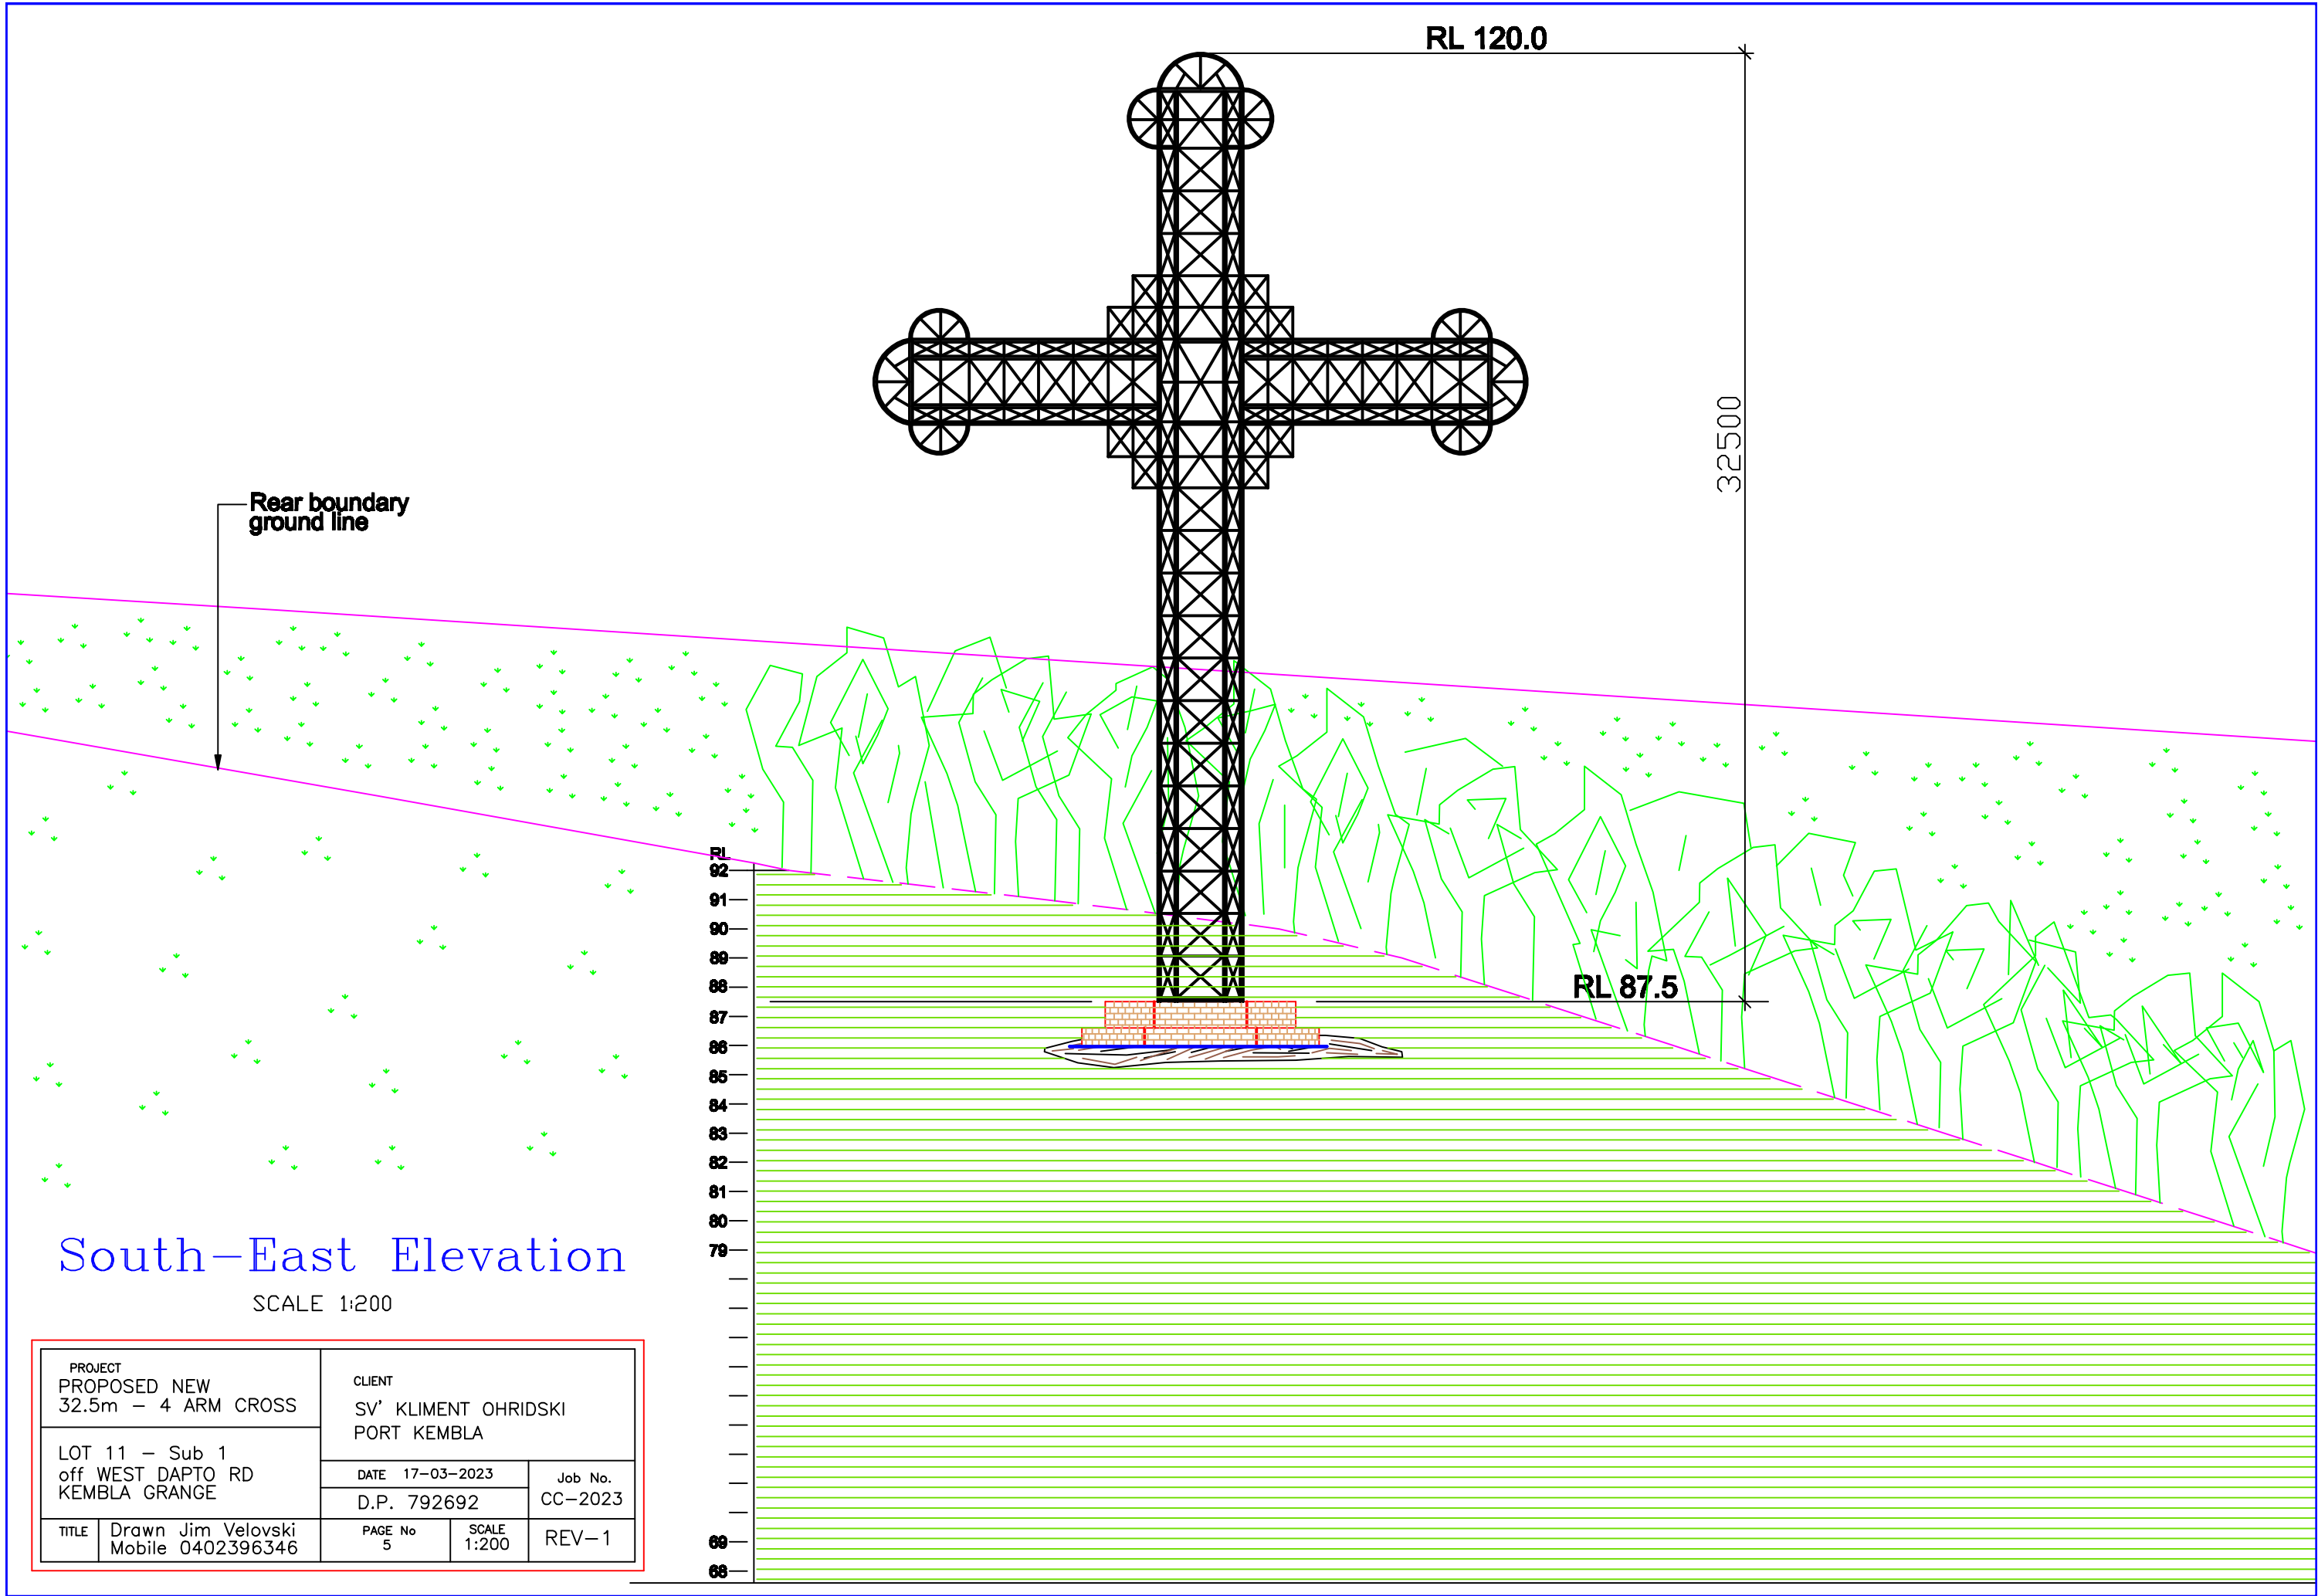 RL 120.0
32500
Rear boundary
ground line
RL
92
91
90
89
88
87
86
85
84
83
82
81
80
79
69
68
RL 87.5
South-East Elevation
SCALE 1:200
PROJECT
PROPOSED NEW
32.5m - 4 ARM CROSS
LOT 11 - Sub 1
off WEST DAPTO RD
KEMBLA GRANGE
TITLE
Drawn Jim Velovski
Mobile 0402396346
CLIENT
SV' KLIMENT OHRIDSKI
PORT KEMBLA
DATE 17-03-2023
D.P. 792692
Job No.
CC-2023
PAGE No
5
SCALE
1:200
REV-1